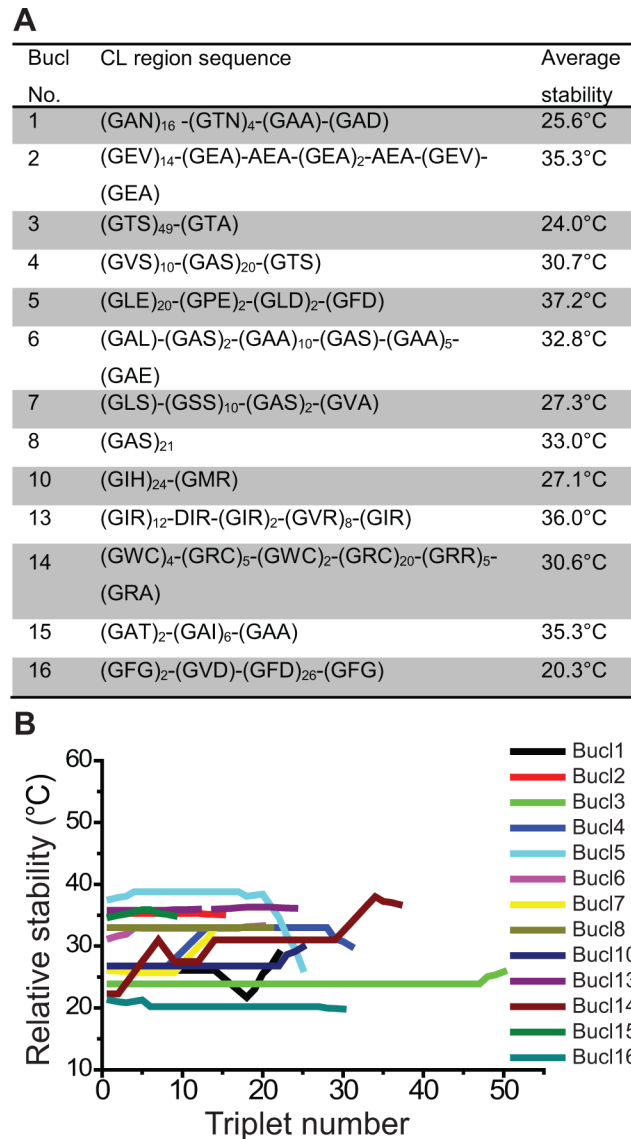 A
Bucl CL region sequence Average
No. stability
1 (GAN)₁₆ -(GTN)₄-(GAA)-(GAD) 25.6°C
2 (GEV)₁₄-(GEA)-AEA-(GEA)₂-AEA-(GEV)- 35.3°C
(GEA)
3 (GTS)₄₉-(GTA) 24.0°C
4 (GVS)₁₀-(GAS)₂₀-(GTS) 30.7°C
5 (GLE)₂₀-(GPE)₂-(GLD)₂-(GFD) 37.2°C
6 (GAL)-(GAS)₂-(GAA)₁₀-(GAS)-(GAA)₅- 32.8°C
(GAE)
7 (GLS)-(GSS)₁₀-(GAS)₂-(GVA) 27.3°C
8 (GAS)₂₁ 33.0°C
10 (GIH)₂₄-(GMR) 27.1°C
13 (GIR)₁₂-DIR-(GIR)₂-(GVR)₈-(GIR) 36.0°C
14 (GWC)₄-(GRC)₅-(GWC)₂-(GRC)₂₀-(GRR)₅- 30.6°C
(GRA)
15 (GAT)₂-(GAI)₆-(GAA) 35.3°C
16 (GFG)₂-(GVD)-(GFD)₂₆-(GFG) 20.3°C
B
Relative stability (°C)
60
50
40
30
20
10
0 10 20 30 40 50
Triplet number
Bucl1
Bucl2
Bucl3
Bucl4
Bucl5
Bucl6
Bucl7
Bucl8
Bucl10
Bucl13
Bucl14
Bucl15
Bucl16